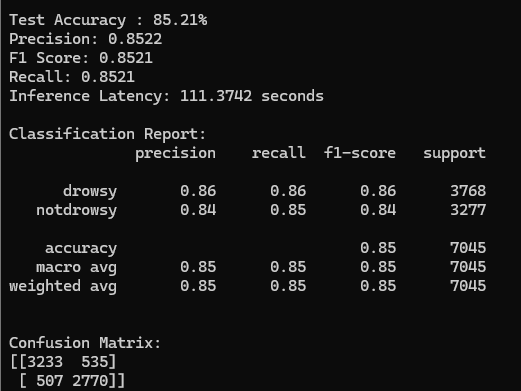 Test Accuracy : 85.21%
Precision: 0.8522
F1 Score: 0.8521
Recall: 0.8521
Inference Latency: 111.3742 seconds
Classification Report:
precision recall f1-score support
drowsy 0.86 0.86 0.86 3768
notdrowsy 0.84 0.85 0.84 3277
accuracy 0.85 7045
macro avg 0.85 0.85 0.85 7045
weighted avg 0.85 0.85 0.85 7045
Confusion Matrix:
[[3233 535]
[ 507 2770]]